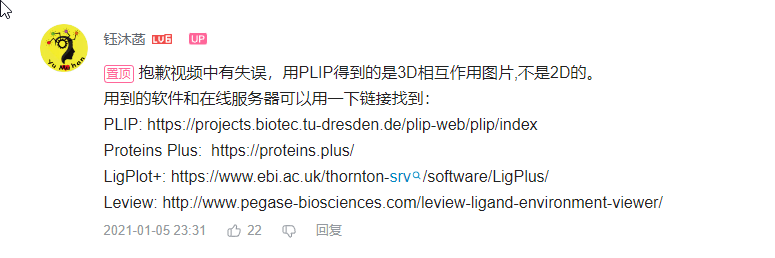 钰沐菡 LV6 UP
置顶 抱歉视频中有失误，用PLIP得到的是3D相互作用图片,不是2D的。
用到的软件和在线服务器可以用一下链接找到：
PLIP: https://projects.biotec.tu-dresden.de/plip-web/plip/index
Proteins Plus:  https://proteins.plus/
LigPlot+: https://www.ebi.ac.uk/thornton-srv/software/LigPlus/
Leview: http://www.pegase-biosciences.com/leview-ligand-environment-viewer/
2021-01-05 23:31 22 回复